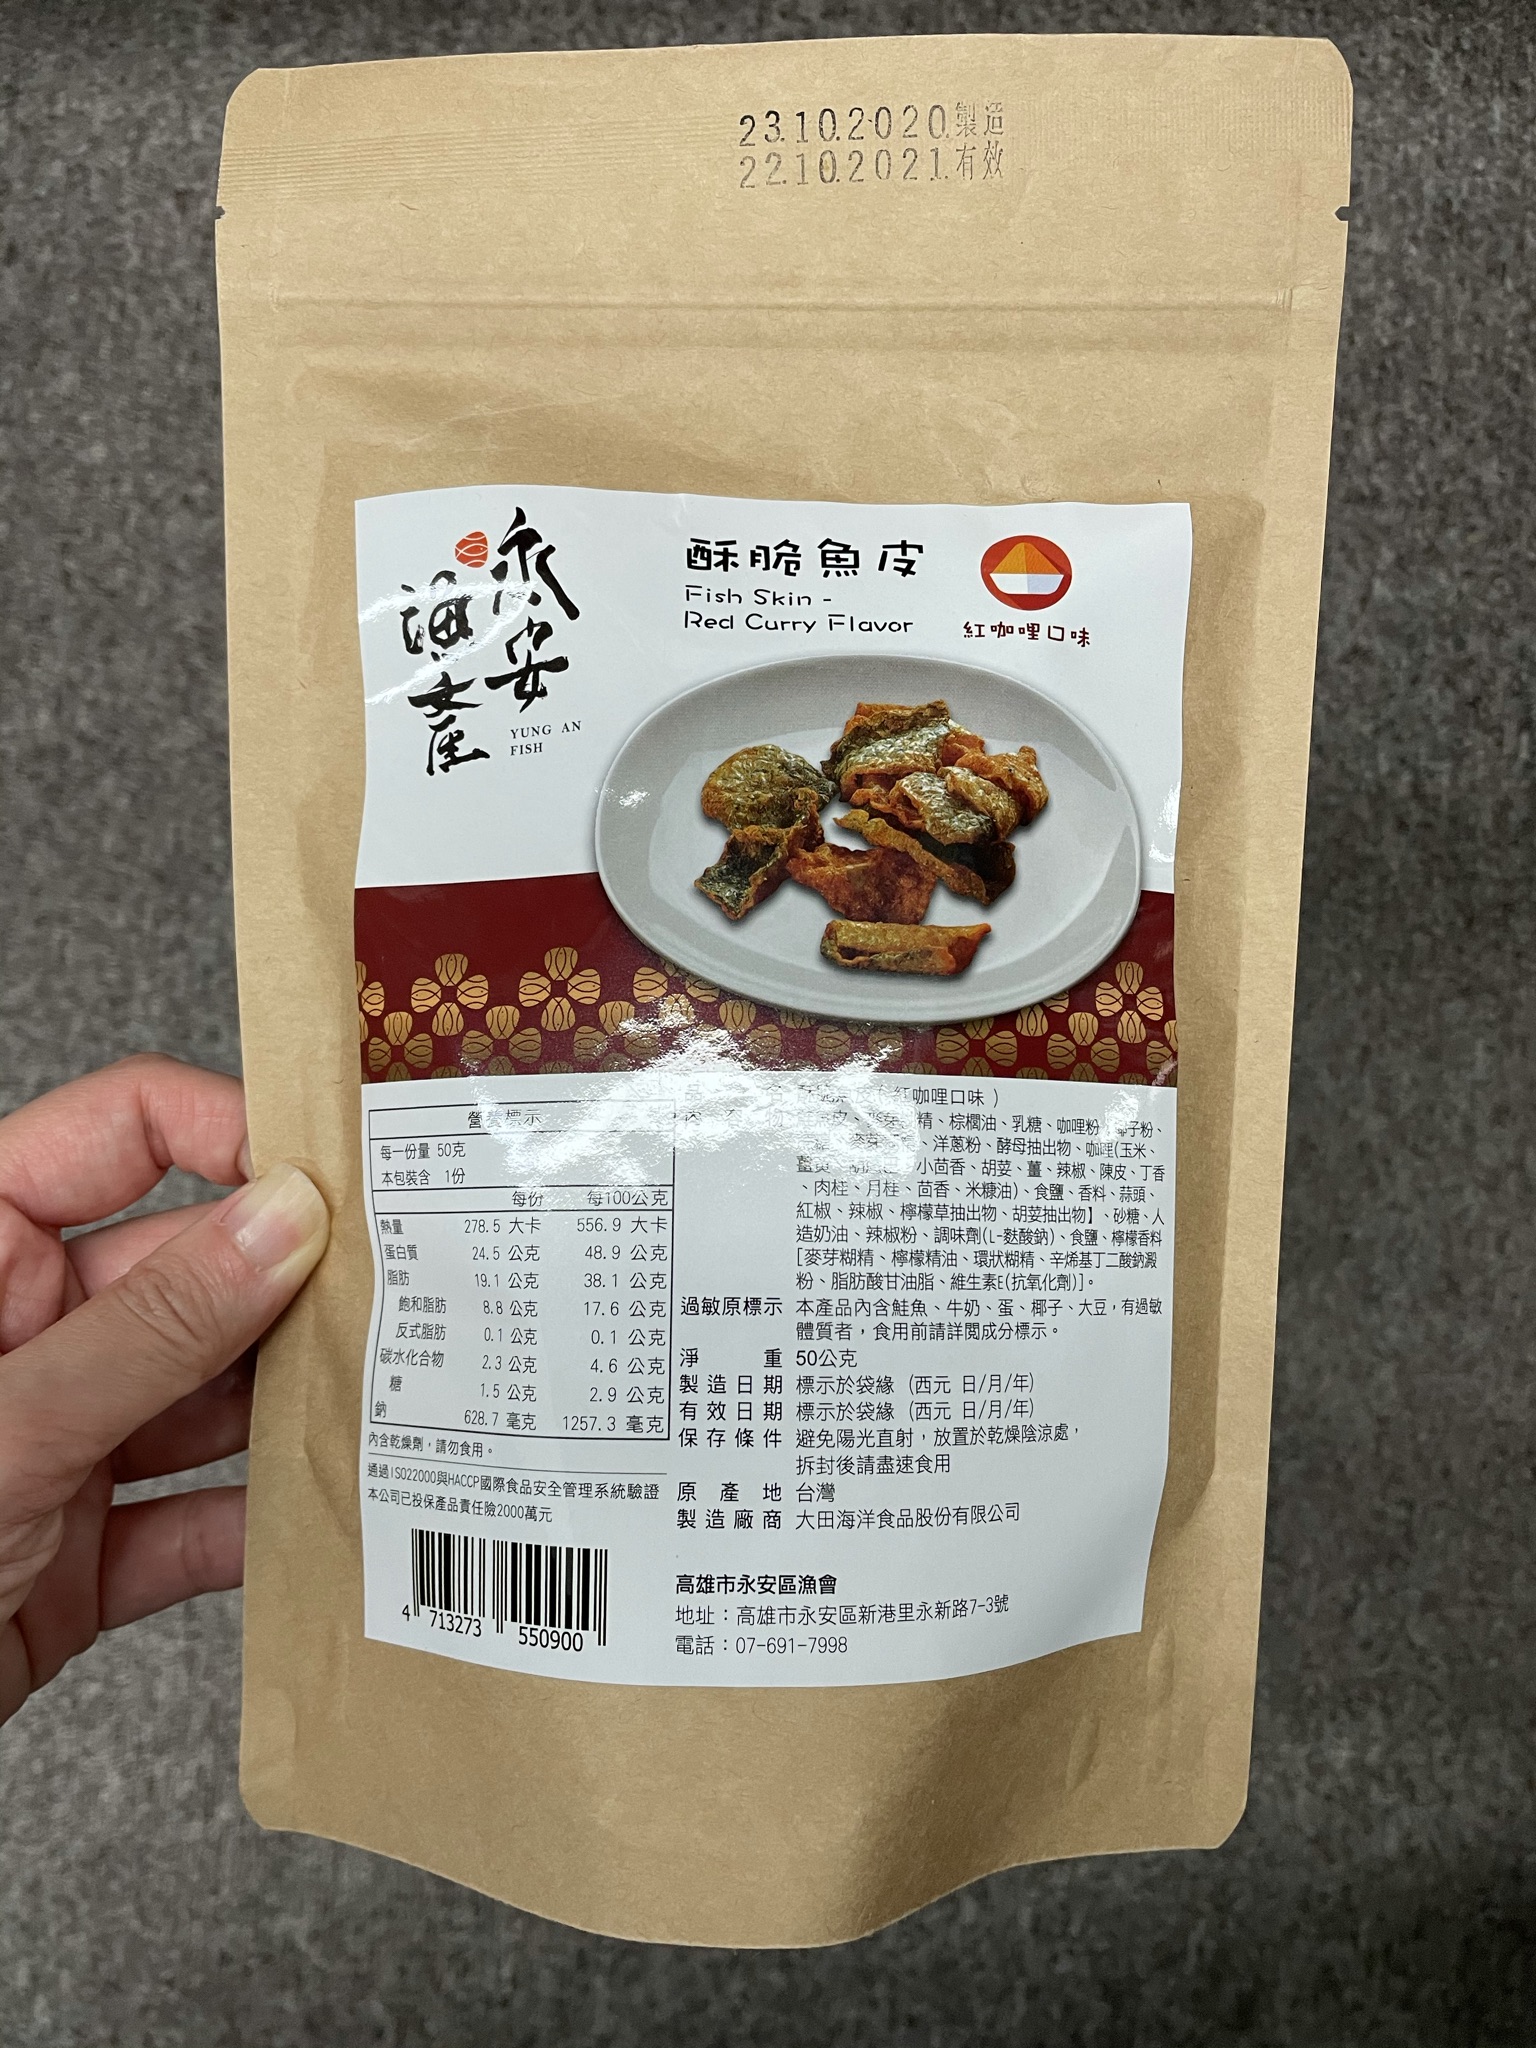 23.10.2020.製造
22.10.2021.有效
永安
漁產
YUNG AN
FISH
酥脆魚皮
Fish Skin -
Red Curry Flavor
紅咖哩口味
營養標示
每一份量 50克
本包裝含 1份
每份 每100公克
熱量 278.5 大卡 556.9 大卡
蛋白質 24.5 公克 48.9 公克
脂肪 19.1 公克 38.1 公克
飽和脂肪 8.8 公克 17.6 公克
反式脂肪 0.1 公克 0.1 公克
碳水化合物 2.3 公克 4.6 公克
糖 1.5 公克 2.9 公克
鈉 628.7 毫克 1257.3 毫克
內含乾燥劑，請勿食用。
通過ISO22000與HACCP國際食品安全管理系統驗證
本公司已投保產品責任險2000萬元
4 713273 550900
紅咖哩口味 )
精、棕櫚油、乳糖、咖哩粉
、洋蔥粉、酵母抽出物、咖哩(玉米、
小茴香、胡荽、薑、辣椒、陳皮、丁香
、肉桂、月桂、茴香、米糠油)、食鹽、香料、蒜頭、
紅椒、辣椒、檸檬草抽出物、胡荽抽出物】、砂糖、人
造奶油、辣椒粉、調味劑(L-麩酸鈉)、食鹽、檸檬香料
[麥芽糊精、檸檬精油、環狀糊精、辛烯基丁二酸鈉澱
粉、脂肪酸甘油脂、維生素E(抗氧化劑)]。
過敏原標示 本產品內含鮭魚、牛奶、蛋、椰子、大豆，有過敏
體質者，食用前請詳閱成分標示。
淨重 50公克
製造日期 標示於袋緣 (西元 日/月/年)
有效日期 標示於袋緣 (西元 日/月/年)
保存條件 避免陽光直射，放置於乾燥陰涼處，
拆封後請盡速食用
原產地 台灣
製造廠商 大田海洋食品股份有限公司
高雄市永安區漁會
地址：高雄市永安區新港里永新路7-3號
電話：07-691-7998